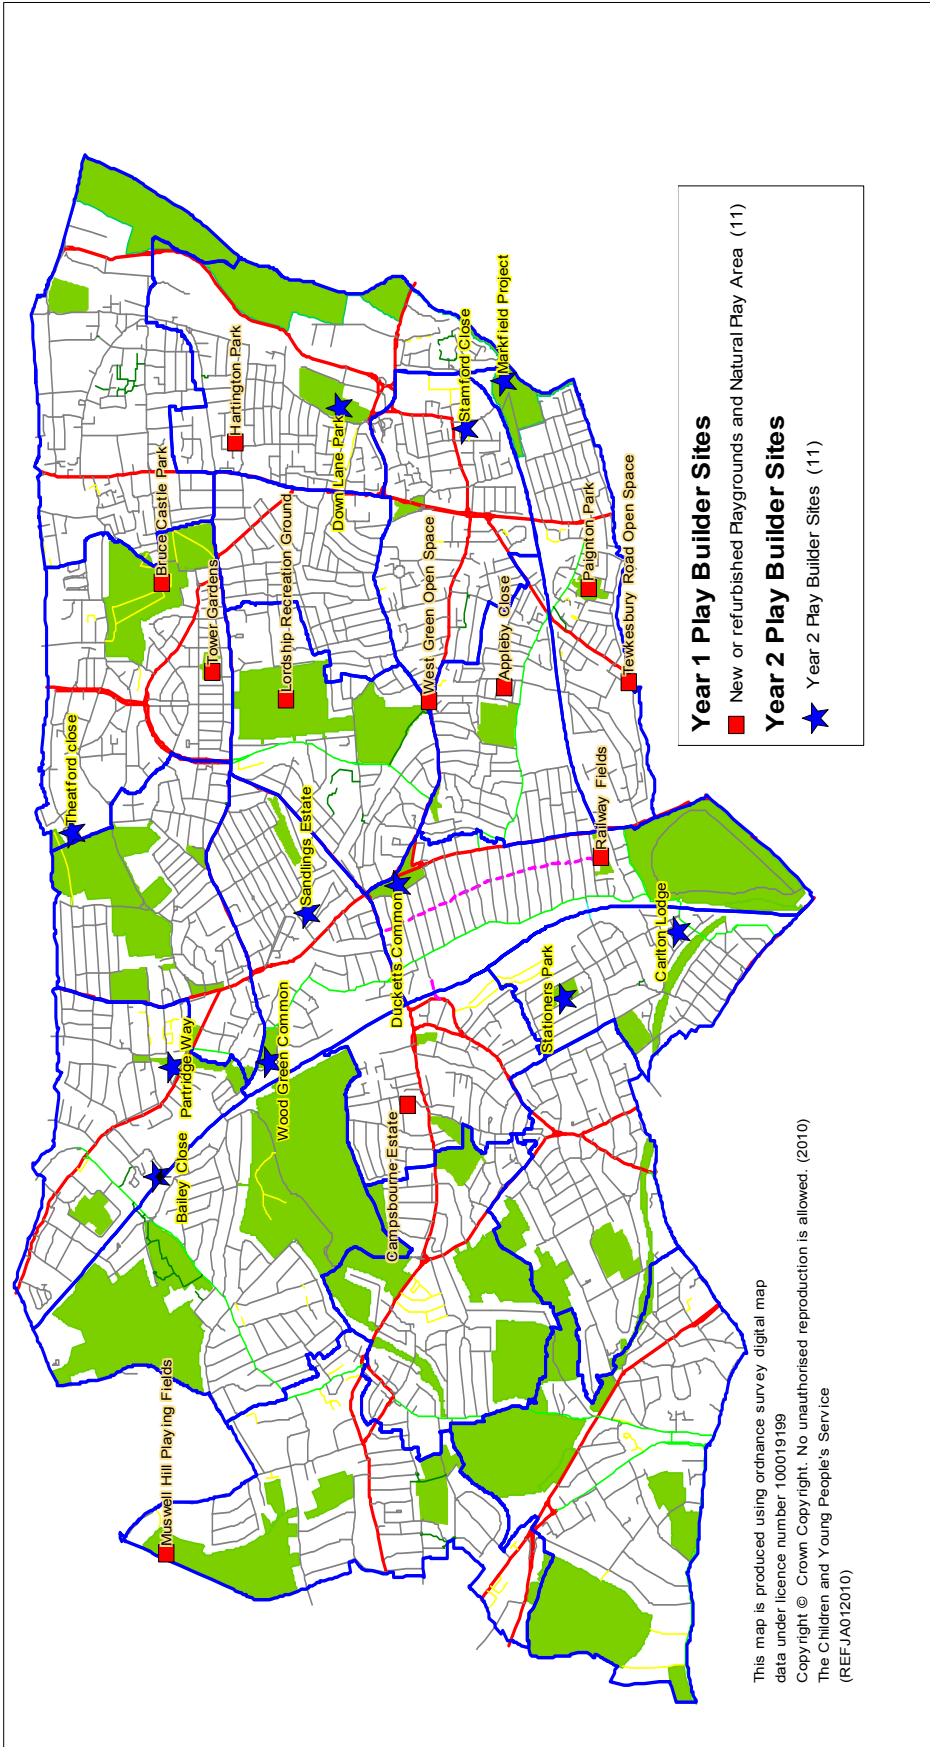 Theatford close
Bruce Castle Park
Hartington Park
Tower Gardens
Lordship Recreation Ground
Down Lane Park
Muswell Hill Playing Fields
Bailey Close
Partridge Way
Wood Green Common
Sandlings Estate
Ducketts Common
Campsbourne Estate
West Green Open Space
Stamford Close
Markfield Project
Appleby Close
Paignton Park
Tewkesbury Road Open Space
Railway Fields
Stationers Park
Carlton Lodge
Year 1 Play Builder Sites
New or refurbished Playgrounds and Natural Play Area (11)
Year 2 Play Builder Sites
Year 2 Play Builder Sites (11)
This map is produced using ordnance survey digital map
data under licence number 100019199
Copyright © Crown Copyright. No unauthorised reproduction is allowed. (2010)
The Children and Young People's Service
(REFJA012010)